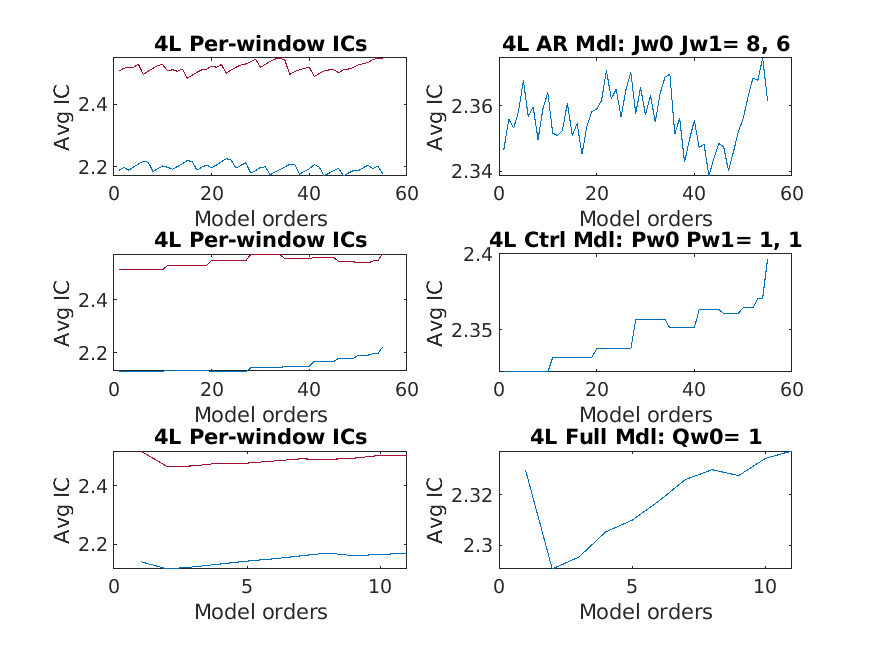 4L Per-window ICs
4L AR Mdl: Jw0 Jw1= 8, 6
Avg IC
2.4
2.2
0 20 40 60
Model orders
Avg IC
2.36
2.34
0 20 40 60
Model orders
4L Per-window ICs
4L Ctrl Mdl: Pw0 Pw1= 1, 1
Avg IC
2.4
2.2
0 20 40 60
Model orders
Avg IC
2.4
2.35
0 20 40 60
Model orders
4L Per-window ICs
4L Full Mdl: Qw0= 1
Avg IC
2.4
2.2
0 5 10
Model orders
Avg IC
2.32
2.3
0 5 10
Model orders